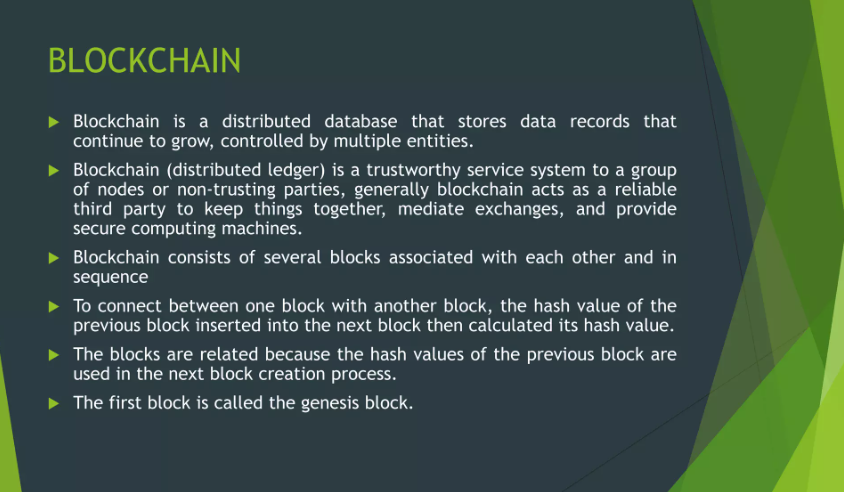 BLOCKCHAIN
Blockchain is a distributed database that stores data records that
continue to grow, controlled by multiple entities.
Blockchain (distributed ledger) is a trustworthy service system to a group
of nodes or non-trusting parties, generally blockchain acts as a reliable
third party to keep things together, mediate exchanges, and provide
secure computing machines.
Blockchain consists of several blocks associated with each other and in
sequence
To connect between one block with another block, the hash value of the
previous block inserted into the next block then calculated its hash value.
The blocks are related because the hash values of the previous block are
used in the next block creation process.
The first block is called the genesis block.